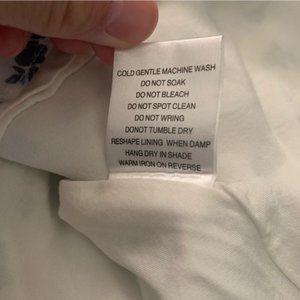 COLD GENTLE MACHINE WASH
DO NOT SOAK
DO NOT BLEACH
DO NOT SPOT CLEAN
DO NOT WRING
DONOT TUMBLE DRY
RESHAPE LINING WHEN DAMP
HANG DRY IN SHADE
WARM IRON ON REVERSE